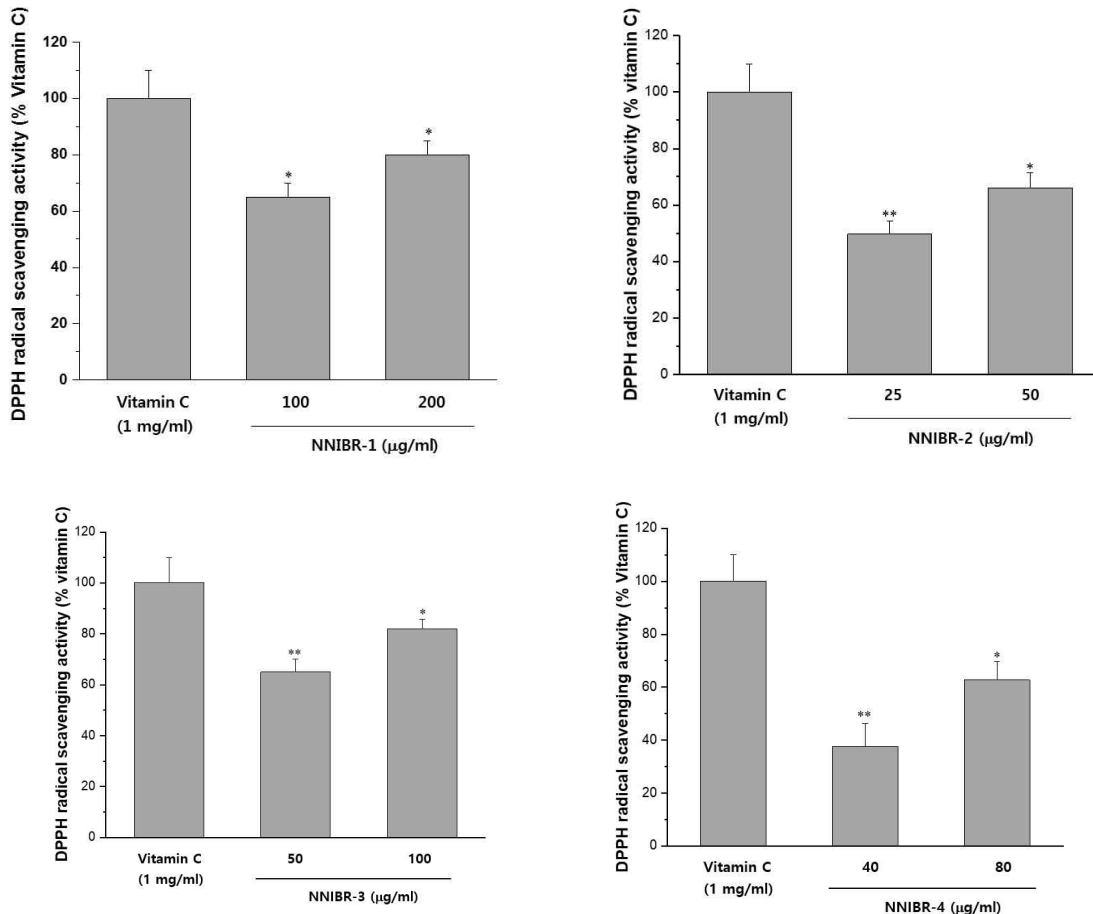 DPPH radical scavenging activity (% Vitamin C)
120
100
80
60
40
20
0
*
*
Vitamin C
(1 mg/ml)
100
200
NNIBR-1 (μg/ml)
DPPH radical scavenging activity (% vitamin C)
120
100
80
60
40
20
0
**
*
Vitamin C
(1 mg/ml)
25
50
NNIBR-2 (μg/ml)
DPPH radical scavenging activity (% vitamin C)
120
100
80
60
40
20
0
**
*
Vitamin C
(1 mg/ml)
50
100
NNIBR-3 (μg/ml)
DPPH radical scavenging activity (% Vitamin C)
120
100
80
60
40
20
0
**
*
Vitamin C
(1 mg/ml)
40
80
NNIBR-4 (μg/ml)